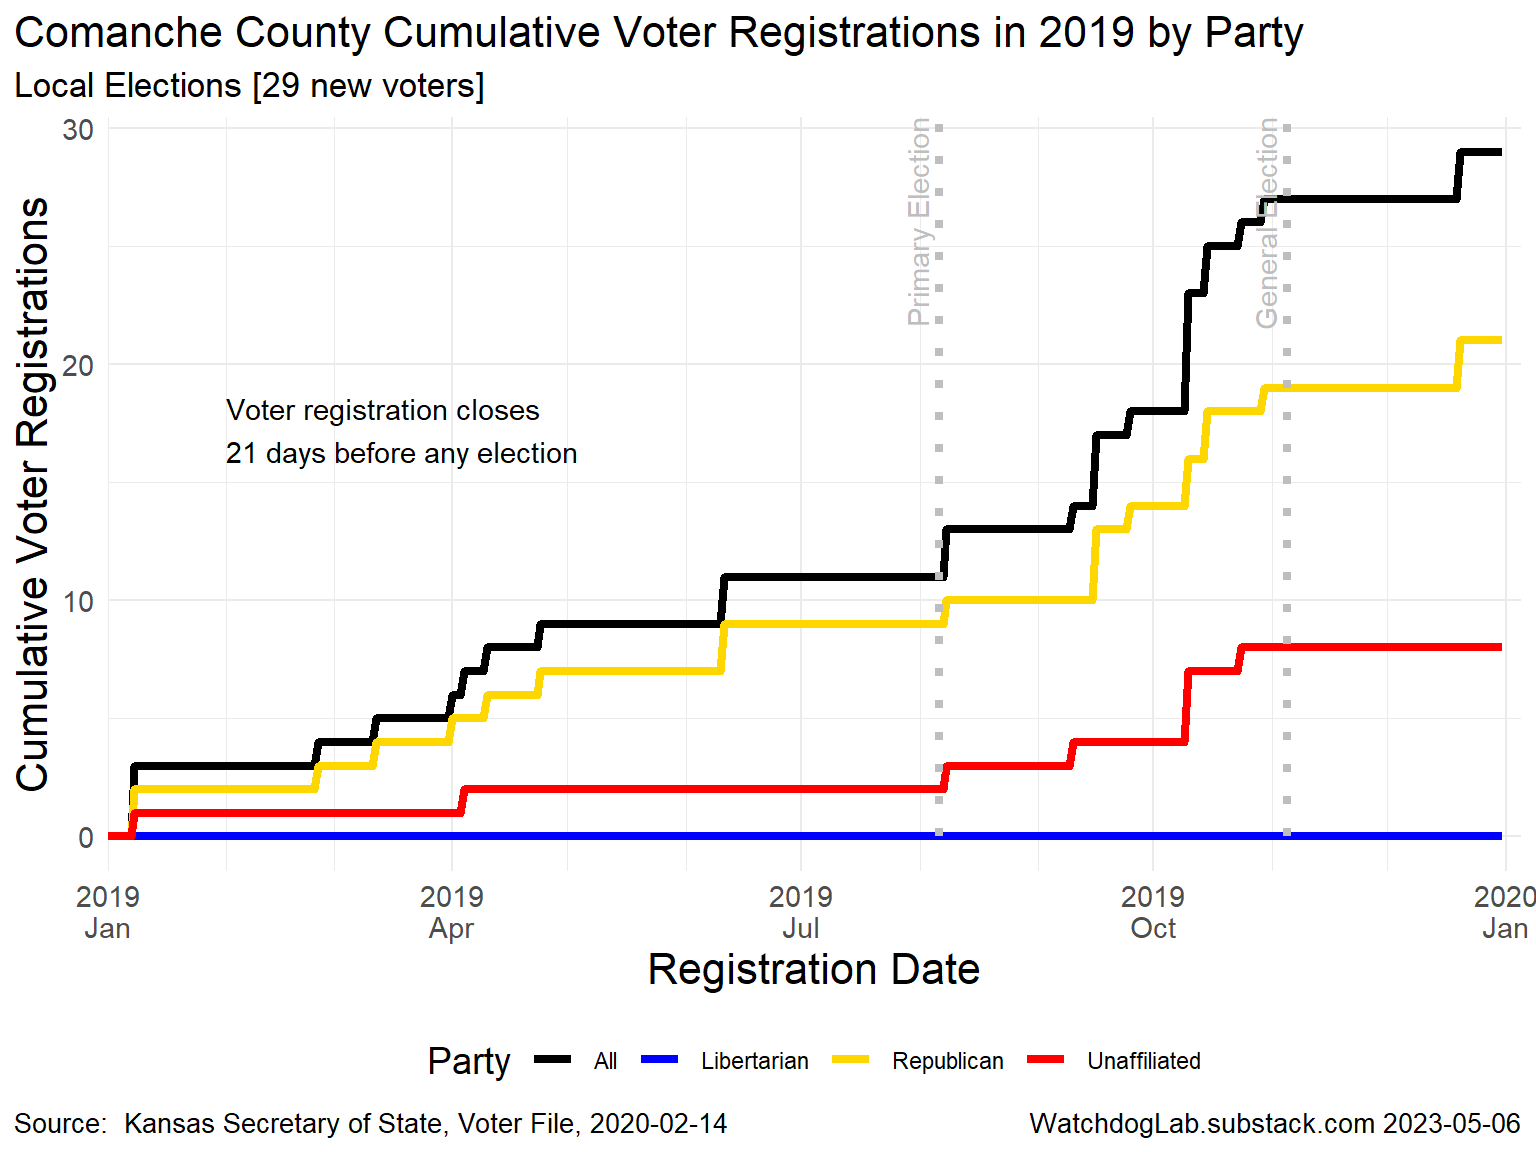 Comanche County Cumulative Voter Registrations in 2019 by Party
Local Elections [29 new voters]
Cumulative Voter Registrations
30
20
10
0
Primary Election
General Election
Voter registration closes
21 days before any election
2019
Jan
2019
Apr
2019
Jul
2019
Oct
2020
Jan
Registration Date
Party All Libertarian Republican Unaffiliated
Source:  Kansas Secretary of State, Voter File, 2020-02-14
WatchdogLab.substack.com 2023-05-06